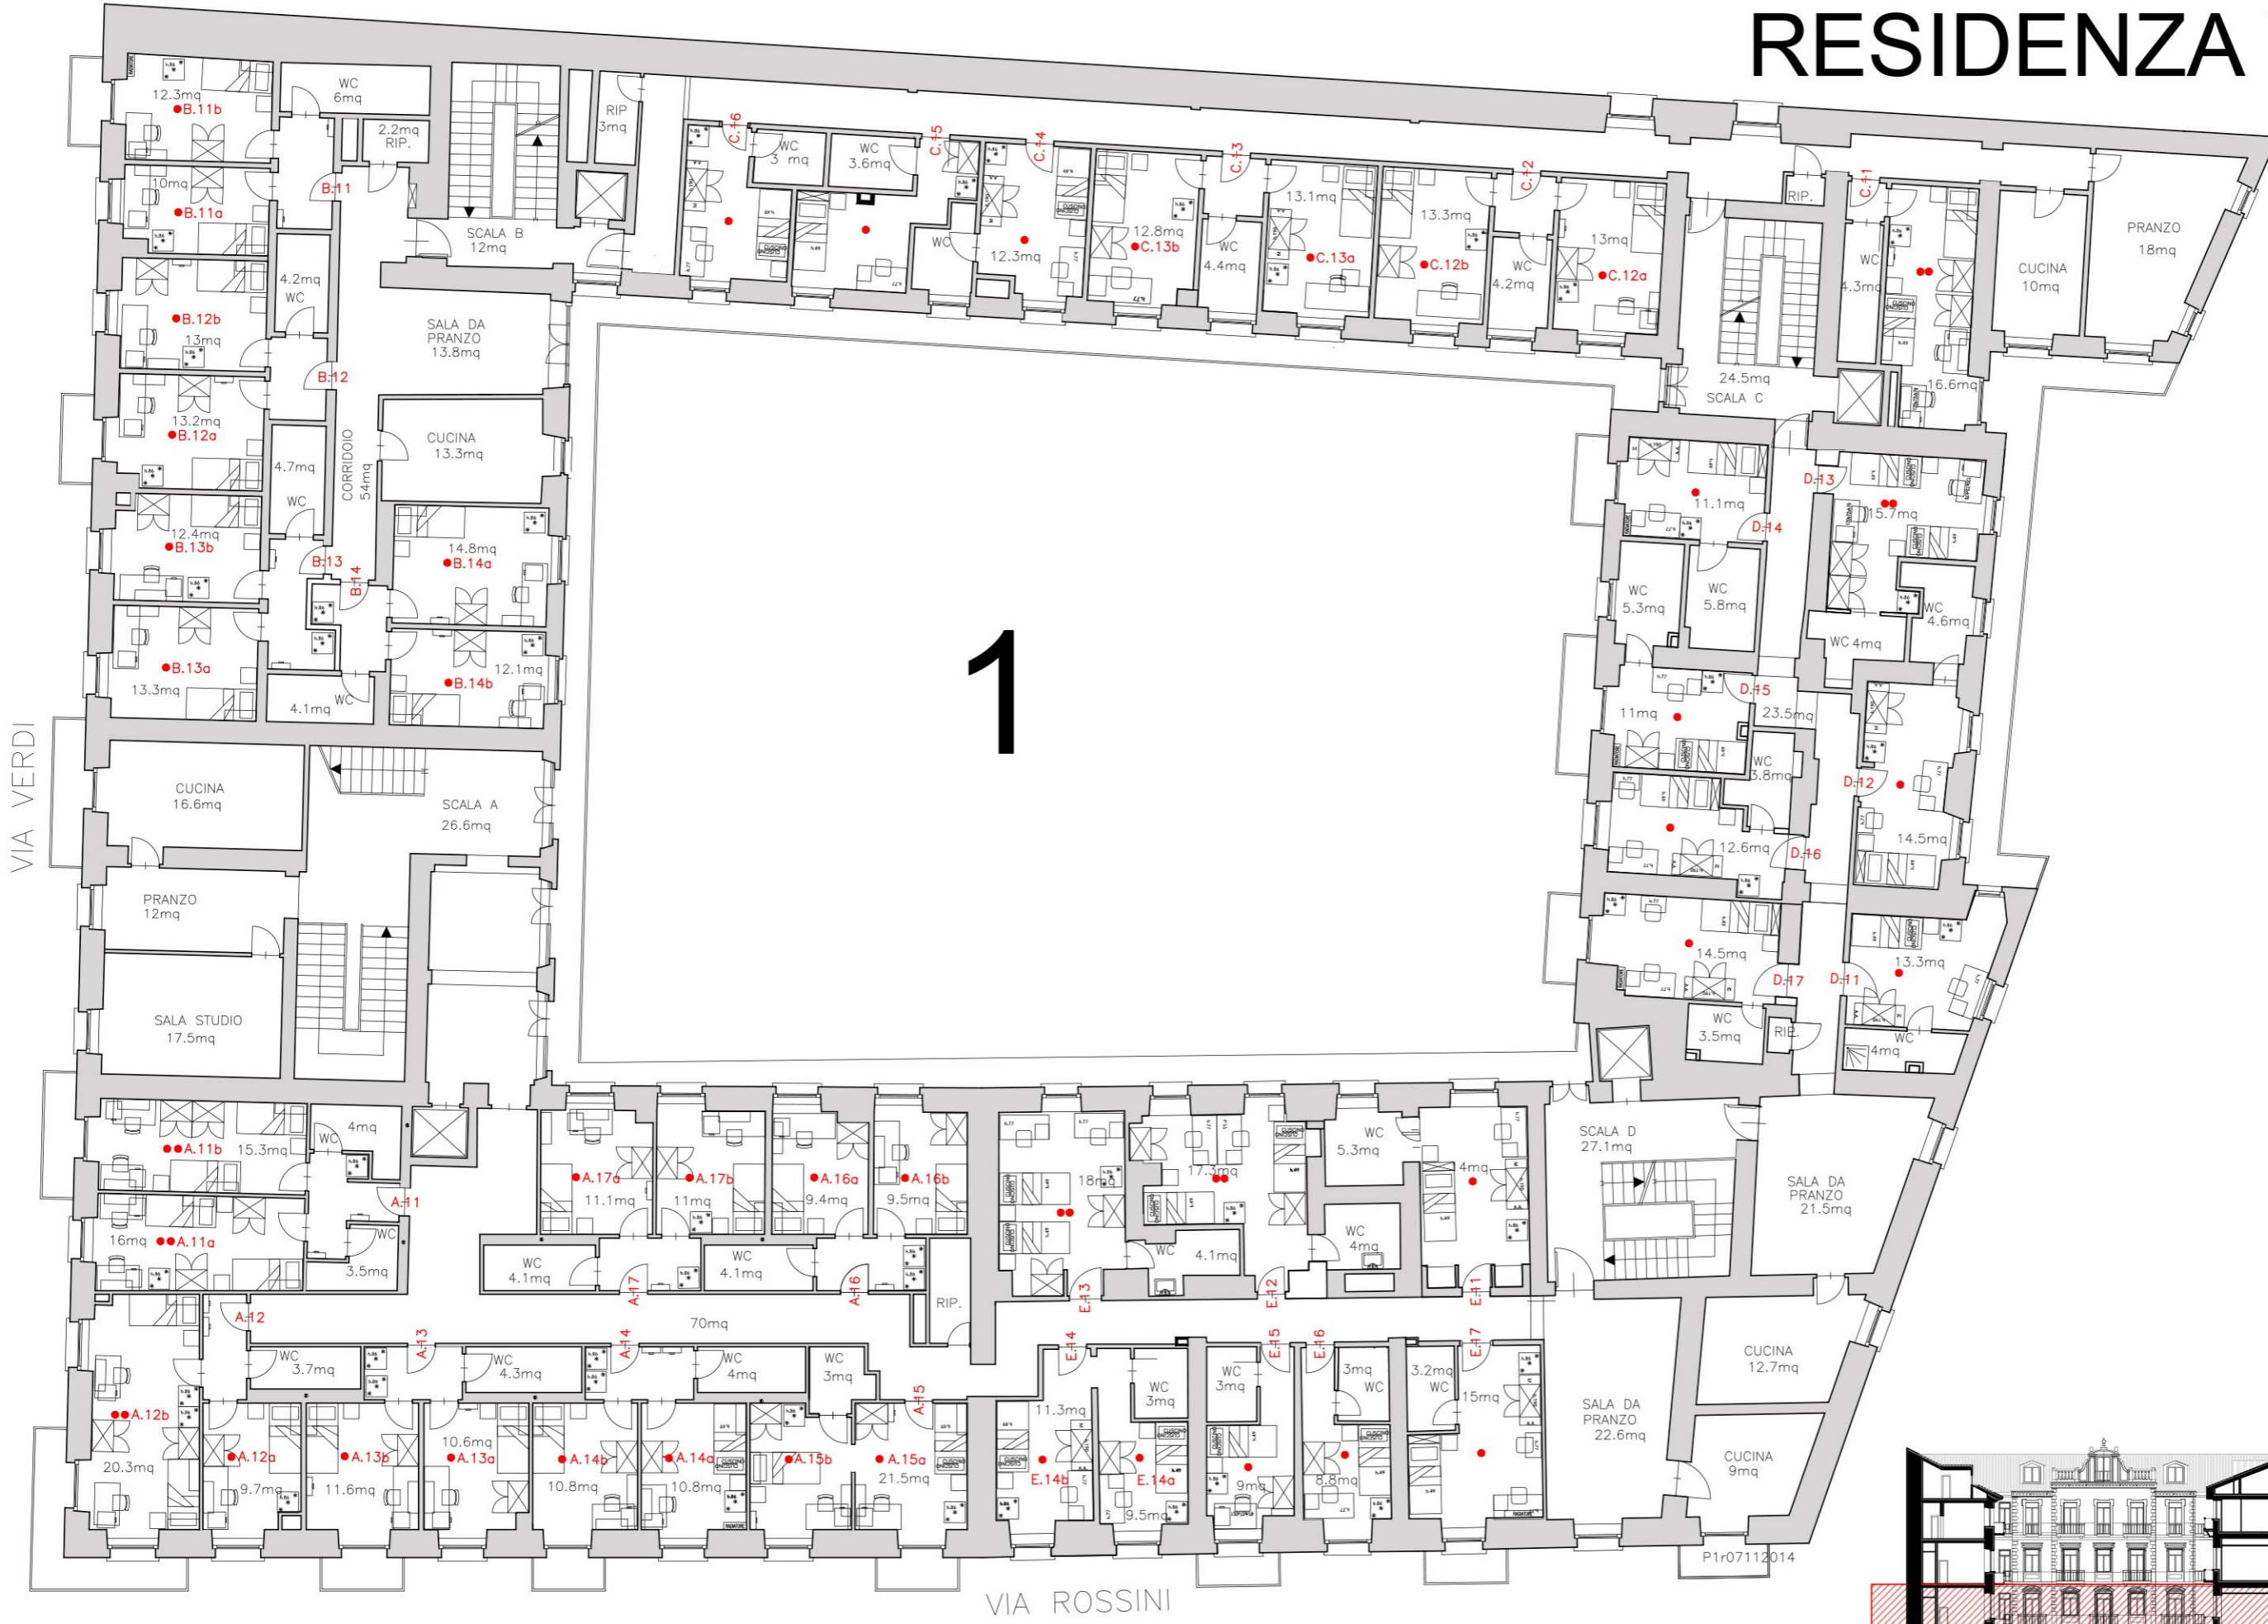 RESIDENZA
12.3mq
B.11b
WC
6mq
2.2mq
RIP.
RIP
3mq
10mq
B.11a
B.11
SCALA B
12mq
C.16
WC
3 mq
WC
3.6mq
C.15
WC
C.14
12.3mq
12.8mq
C.13b
C.13
WC
4.4mq
13.1mq
C.13a
13.3mq
C.12b
C.12
WC
4.2mq
13mq
C.12a
RIP.
C.11
WC
4.3mq
16.6mq
CUCINA
10mq
PRANZO
18mq
24.5mq
SCALA C
4.2mq
WC
B.12b
13mq
B.12
13.2mq
B.12a
SALA DA
PRANZO
13.8mq
CUCINA
13.3mq
CORRIDOIO
54mq
4.7mq
WC
12.4mq
B.13b
B.13
B.14
14.8mq
B.14a
B.13a
13.3mq
4.1mq
WC
12.1mq
B.14b
1
11.1mq
D.14
D.13
15.7mq
WC
5.3mq
WC
5.8mq
WC
4.6mq
WC 4mq
11mq
D.15
23.5mq
WC
3.8mq
D.12
14.5mq
12.6mq
D.16
14.5mq
D.17
D.11
13.3mq
WC
3.5mq
RIP.
WC
4mq
VIA VERDI
CUCINA
16.6mq
SCALA A
26.6mq
PRANZO
12mq
SALA STUDIO
17.5mq
A.11b
15.3mq
4mq
WC
A.11
16mq
A.11a
WC
3.5mq
A.17a
11.1mq
A.17b
11mq
A.16a
9.4mq
A.16b
9.5mq
WC
4.1mq
A.17
WC
4.1mq
A.16
RIP.
18mq
E.13
17.3mq
WC
4.1mq
E.12
WC
5.3mq
WC
4mq
4mq
E.11
SCALA D
27.1mq
SALA DA
PRANZO
21.5mq
70mq
A.12
A.13
A.14
A.15
WC
3.7mq
WC
4.3mq
WC
4mq
WC
3mq
A.12b
20.3mq
A.12a
9.7mq
A.13b
11.6mq
10.6mq
A.13a
A.14b
10.8mq
A.14a
10.8mq
A.15b
A.15a
21.5mq
E.14
11.3mq
E.14b
WC
3mq
E.14a
9.5mq
E.15
WC
3mq
9mq
E.16
3mq
WC
8.8mq
E.17
3.2mq
WC
15mq
SALA DA
PRANZO
22.6mq
CUCINA
12.7mq
CUCINA
9mq
P1r07112014
VIA ROSSINI